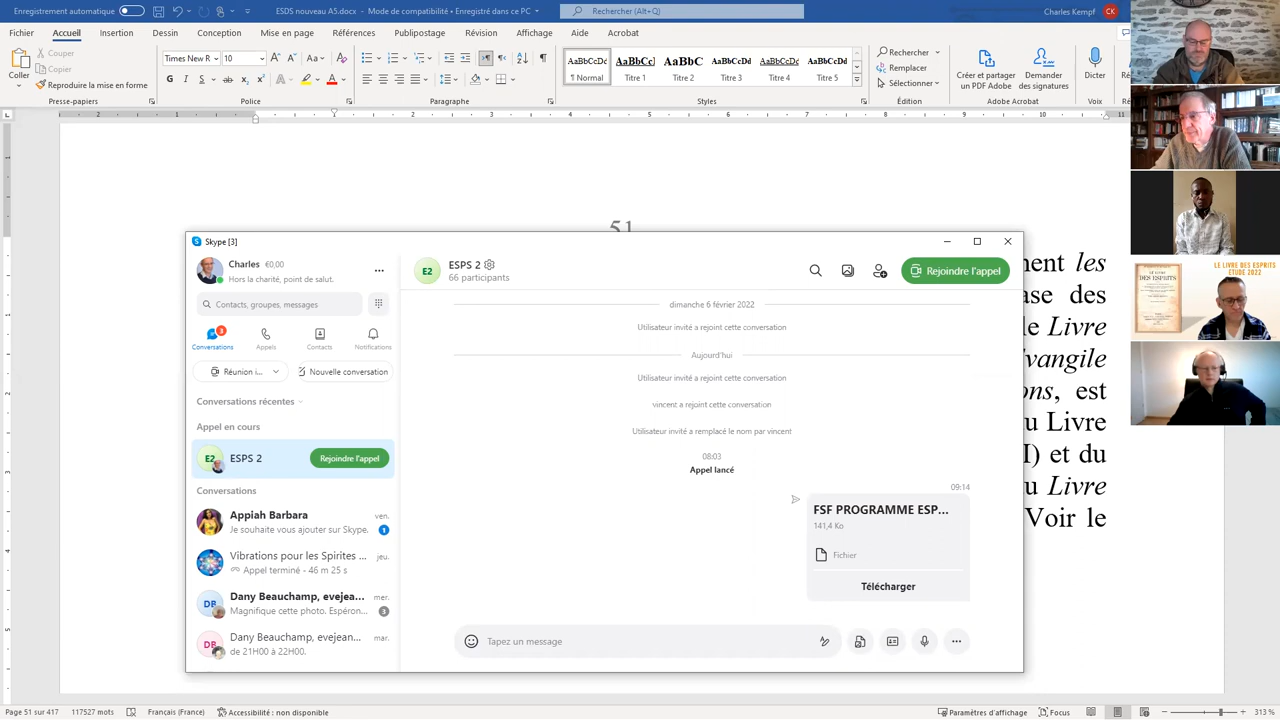 ESDS nouveau A5.docx - Mode de compatibilité • Enregistré dans ce PC
Rechercher (Alt+Q)
Charles Kempf
CK
Fichier
Accueil
Insertion
Dessin
Conception
Mise en page
Références
Publipostage
Révision
Affichage
Aide
Acrobat
Coller
Couper
Copier
Reproduire la mise en forme
Presse-papiers
Times New R
10
Police
Paragraphe
AaBbCcDc
¶ Normal
AaBbCcI
Titre 1
AaBbC
Titre 2
AaBbCcDd
Titre 3
AaBbCcDd
Titre 4
AaBbCcDd
Titre 5
Styles
Rechercher
Remplacer
Sélectionner
Édition
Créer et partager
un PDF Adobe
Demander
des signatures
Adobe Acrobat
Dicter
Voix
51
Skype [3]
Charles €0,00
Hors la charité, point de salut.
Contacts, groupes, messages
3
Conversations
Appels
Contacts
Notifications
Réunion i...
Nouvelle conversation
Conversations récentes
Appel en cours
E2
ESPS 2
Rejoindre l'appel
Conversations
Appiah Barbara
ven.
Je souhaite vous ajouter sur Skype.
1
Vibrations pour les Spirites ...
jeu.
Appel terminé - 46 m 25 s
DB
Dany Beauchamp, evejea...
mer.
Magnifique cette photo. Espéron...
3
DB
Dany Beauchamp, evejean...
mar.
de 21H00 à 22H00.
E2
ESPS 2
66 participants
Rejoindre l'appel
dimanche 6 février 2022
Utilisateur invité a rejoint cette conversation
Aujourd'hui
Utilisateur invité a rejoint cette conversation
vincent a rejoint cette conversation
Utilisateur invité a remplacé le nom par vincent
08:03
Appel lancé
09:14
FSF PROGRAMME ESP...
141,4 Ko
Fichier
Télécharger
Tapez un message
ment les
ase des
le Livre
vangile
ons, est
u Livre
I) et du
u Livre
Voir le
LE LIVRE DES ESPRITS
ETUDE 2022
DES ESPRITS
Page 51 sur 417
117527 mots
Français (France)
Accessibilité : non disponible
Paramètres d'affichage
Focus
313 %